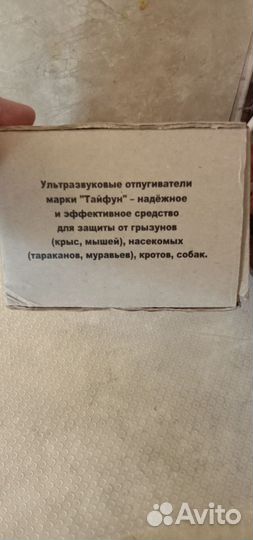 Ультразвуковые отпугиватели
марки "Тайфун" – надёжное
и эффективное средство
для защиты от грызунов
(крыс, мышей), насекомых
(тараканов, муравьев), кротов, собак.
Avito